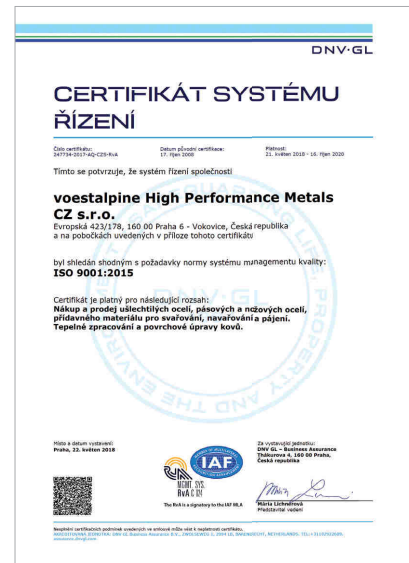 DNV·GL
CERTIFIKÁT SYSTÉMU
ŘÍZENÍ
Číslo certifikátu:
247734-2017-AQ-CZS-RvA
Datum původní certifikace:
17. říjen 2008
Platnost:
21. květen 2018 - 16. říjen 2020
Tímto se potvrzuje, že systém řízení společnosti
voestalpine High Performance Metals
CZ s.r.o.
Evropská 423/178, 160 00 Praha 6 - Vokovice, Česká republika
a na pobočkách uvedených v příloze tohoto certifikátu
byl shledán shodným s požadavky normy systému managementu kvality:
ISO 9001:2015
Certifikát je platný pro následující rozsah:
Nákup a prodej ušlechtilých ocelí, pásových a nožových ocelí,
přídavného materiálu pro svařování, navařování a pájení.
Tepelné zpracování a povrchové úpravy kovů.
Místo a datum vystavení:
Praha, 22. květen 2018
IAF
MGMT. SYS.
RvA C 024
The RvA is a signatory to the IAF MLA
Za vystavující jednotku:
DNV GL – Business Assurance
Thákurova 4, 160 00 Praha,
Česká republika
Mária Lichnerová
Představitel vedení
Nesplnění certifikačních podmínek uvedených ve smlouvě může vést k neplatnosti certifikátu.